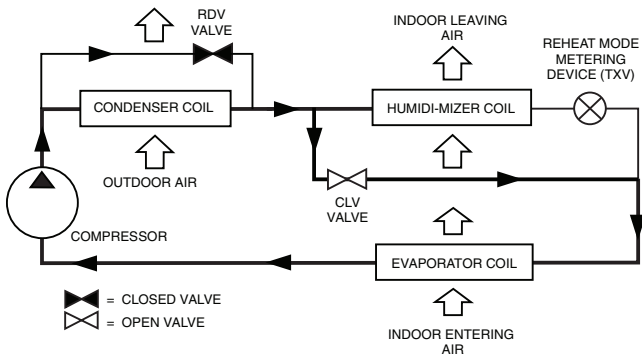 RDV
VALVE
INDOOR LEAVING
AIR
REHEAT MODE
METERING
DEVICE (TXV)
CONDENSER COIL
HUMIDI-MIZER COIL
OUTDOOR AIR
CLV
VALVE
COMPRESSOR
EVAPORATOR COIL
= CLOSED VALVE
= OPEN VALVE
INDOOR ENTERING
AIR